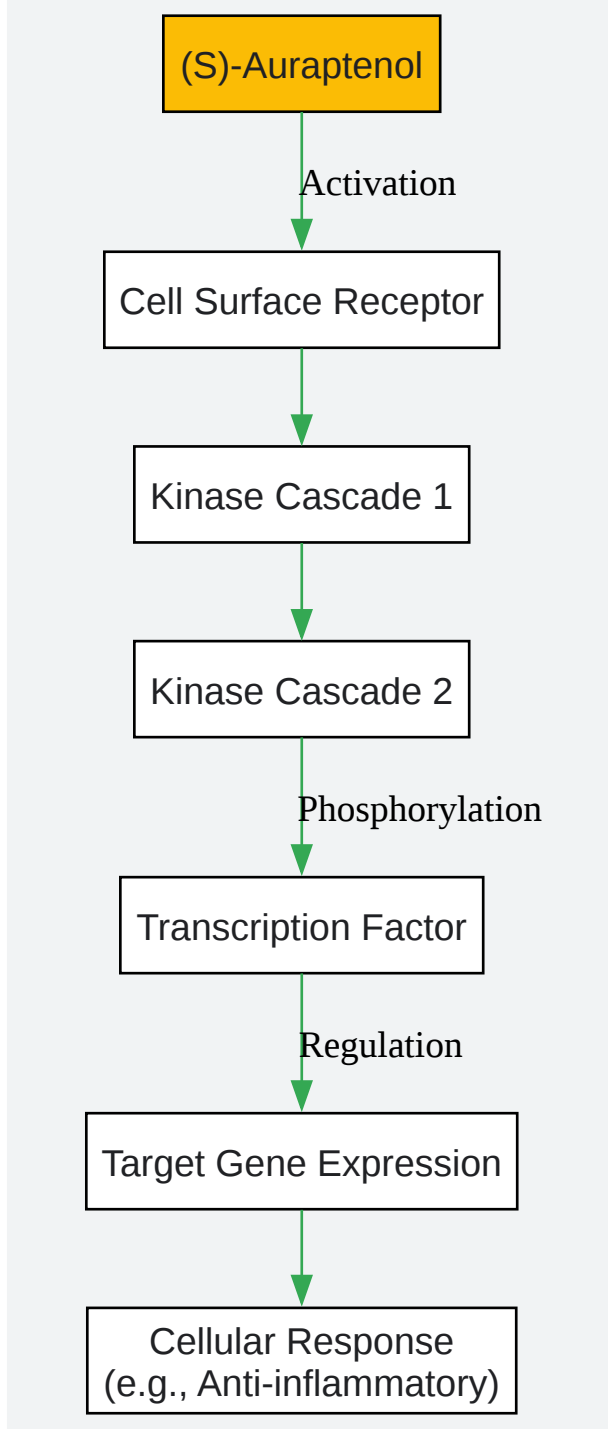 (S)-Auraptenol
Activation
Cell Surface Receptor
Kinase Cascade 1
Kinase Cascade 2
Phosphorylation
Transcription Factor
Regulation
Target Gene Expression
Cellular Response
(e.g., Anti-inflammatory)